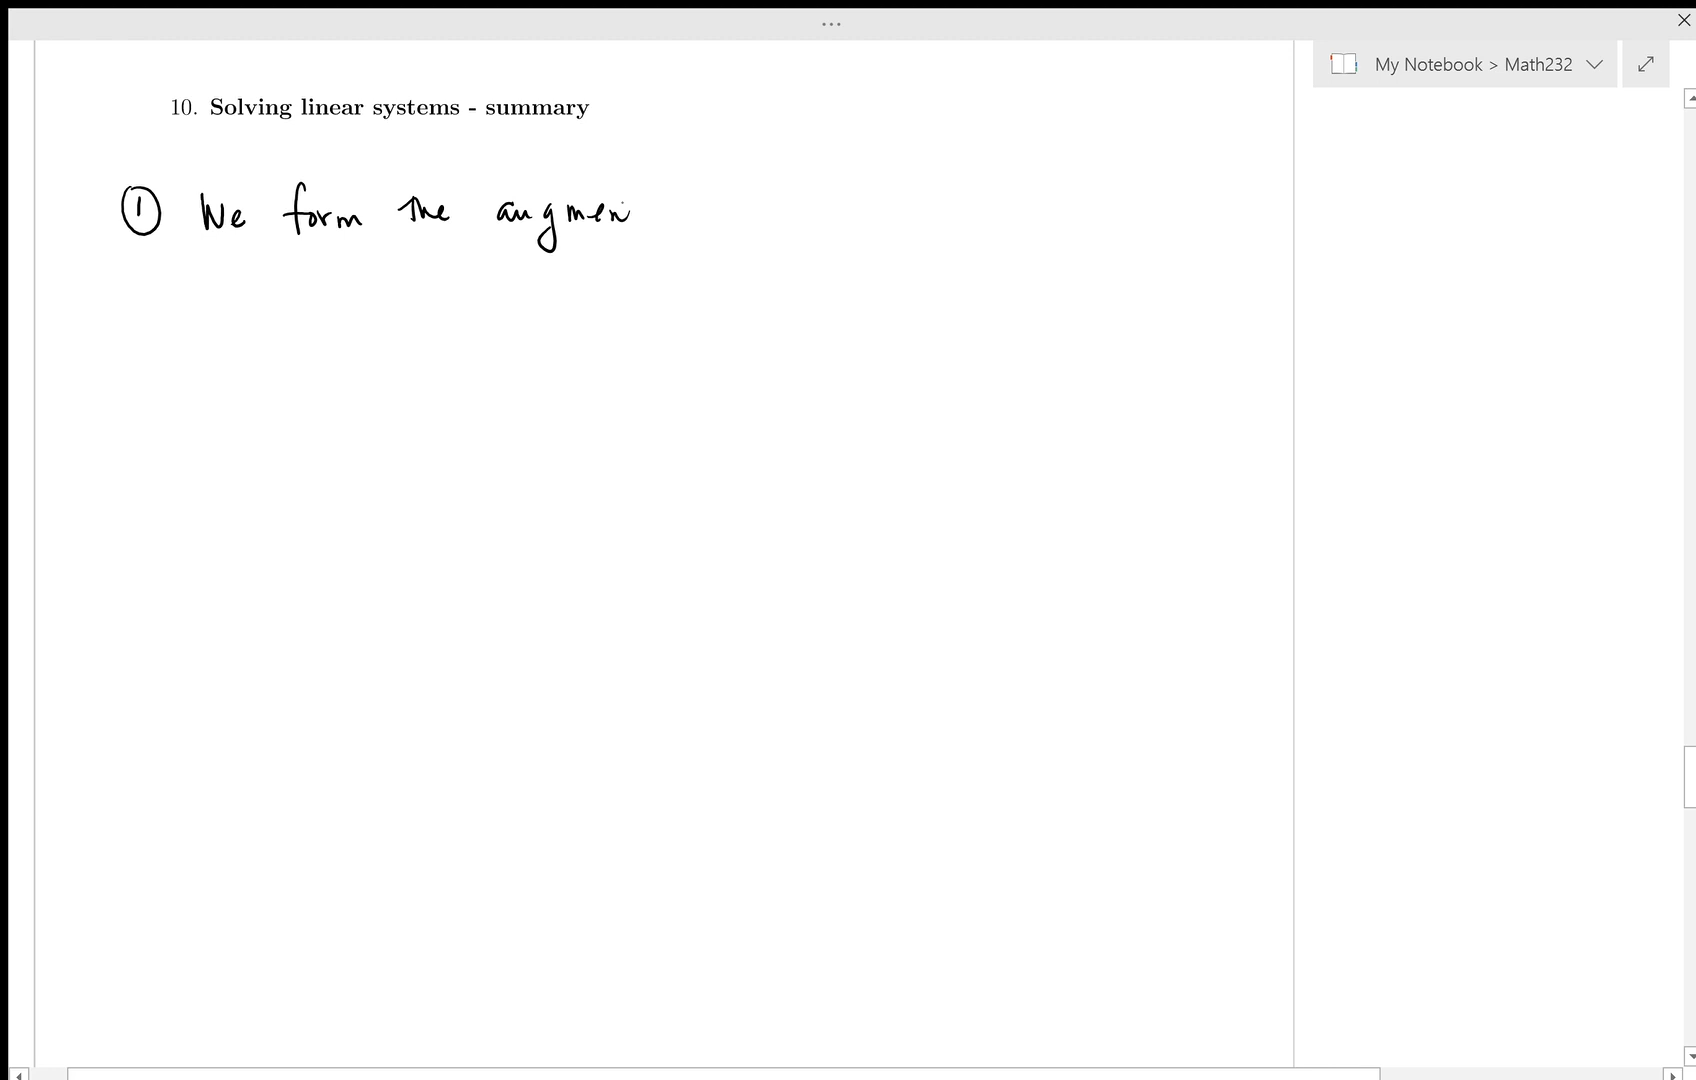 ...
My Notebook > Math232
10. Solving linear systems - summary
① We form the augmen